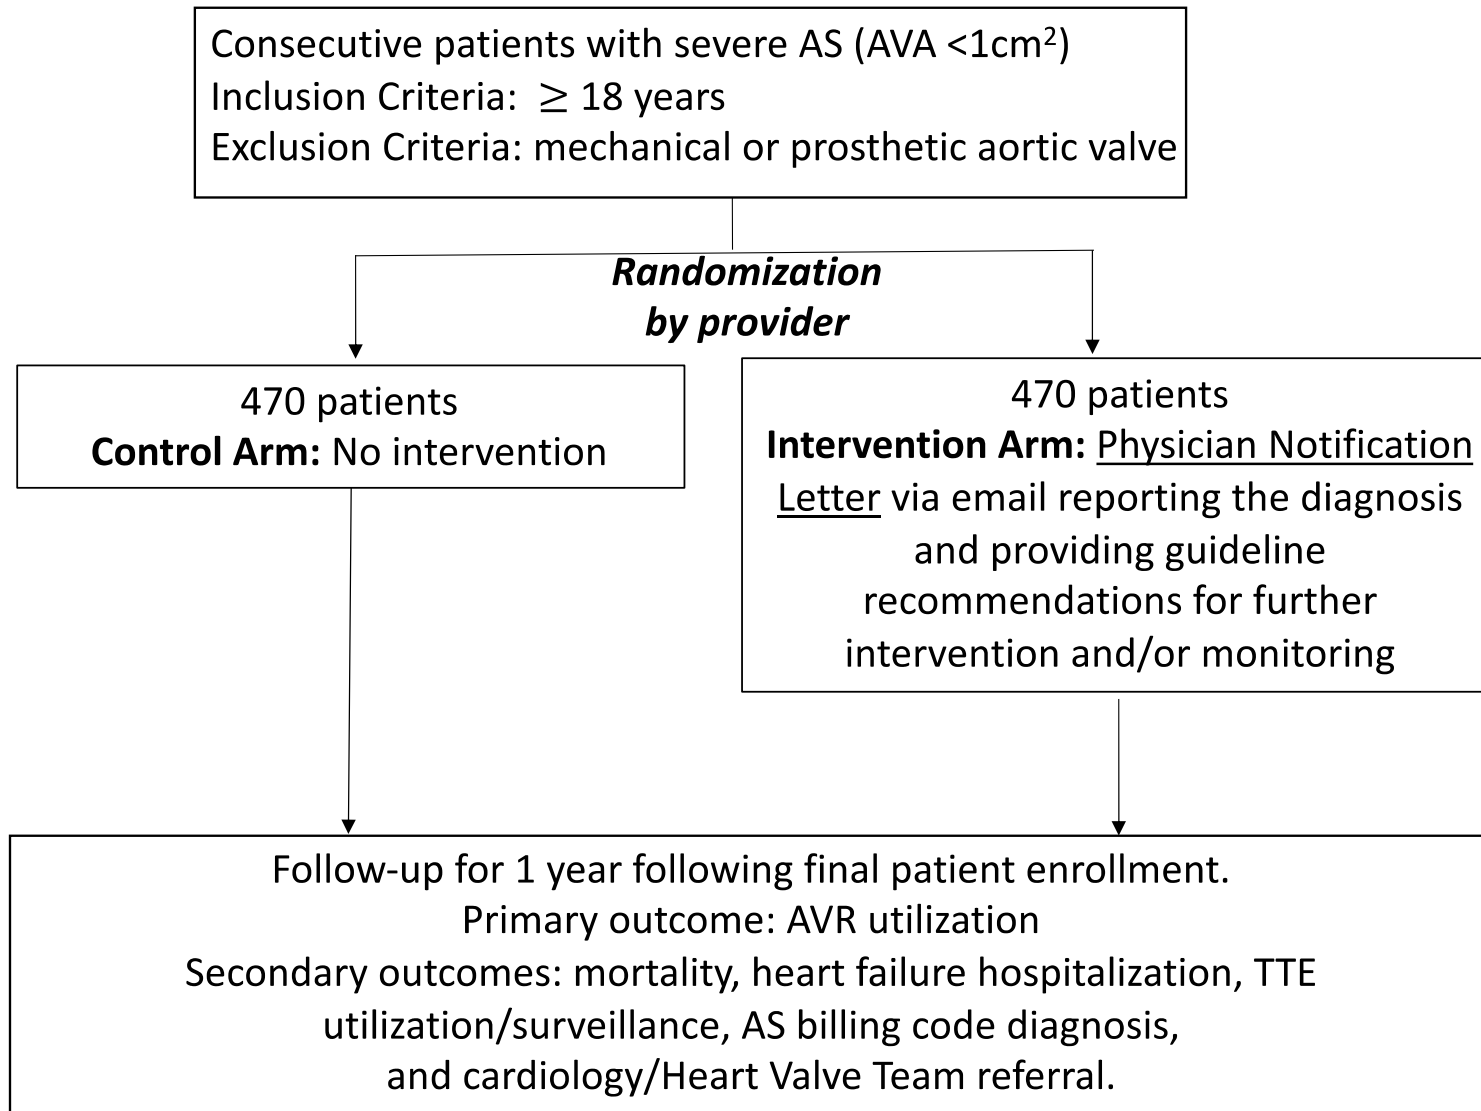 Consecutive patients with severe AS (AVA <1cm²)
Inclusion Criteria: ≥ 18 years
Exclusion Criteria: mechanical or prosthetic aortic valve
Randomization
by provider
470 patients
Control Arm: No intervention
470 patients
Intervention Arm: Physician Notification
Letter via email reporting the diagnosis
and providing guideline
recommendations for further
intervention and/or monitoring
Follow-up for 1 year following final patient enrollment.
Primary outcome: AVR utilization
Secondary outcomes: mortality, heart failure hospitalization, TTE
utilization/surveillance, AS billing code diagnosis,
and cardiology/Heart Valve Team referral.